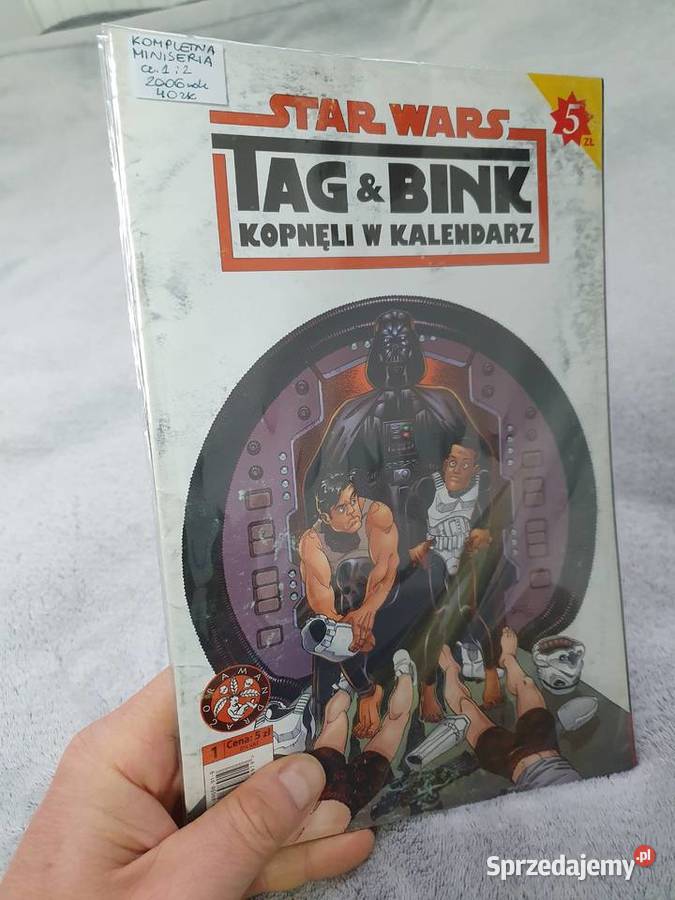 KOMPLETNA
MINISERIA
cz. 1 i 2
2006 rok
40 zł
5
ZŁ
STAR WARS
TAG & BINK
KOPNĘLI W KALENDARZ
MANDRAGORA
1 Cena: 5 zł
Sprzedajemy.pl